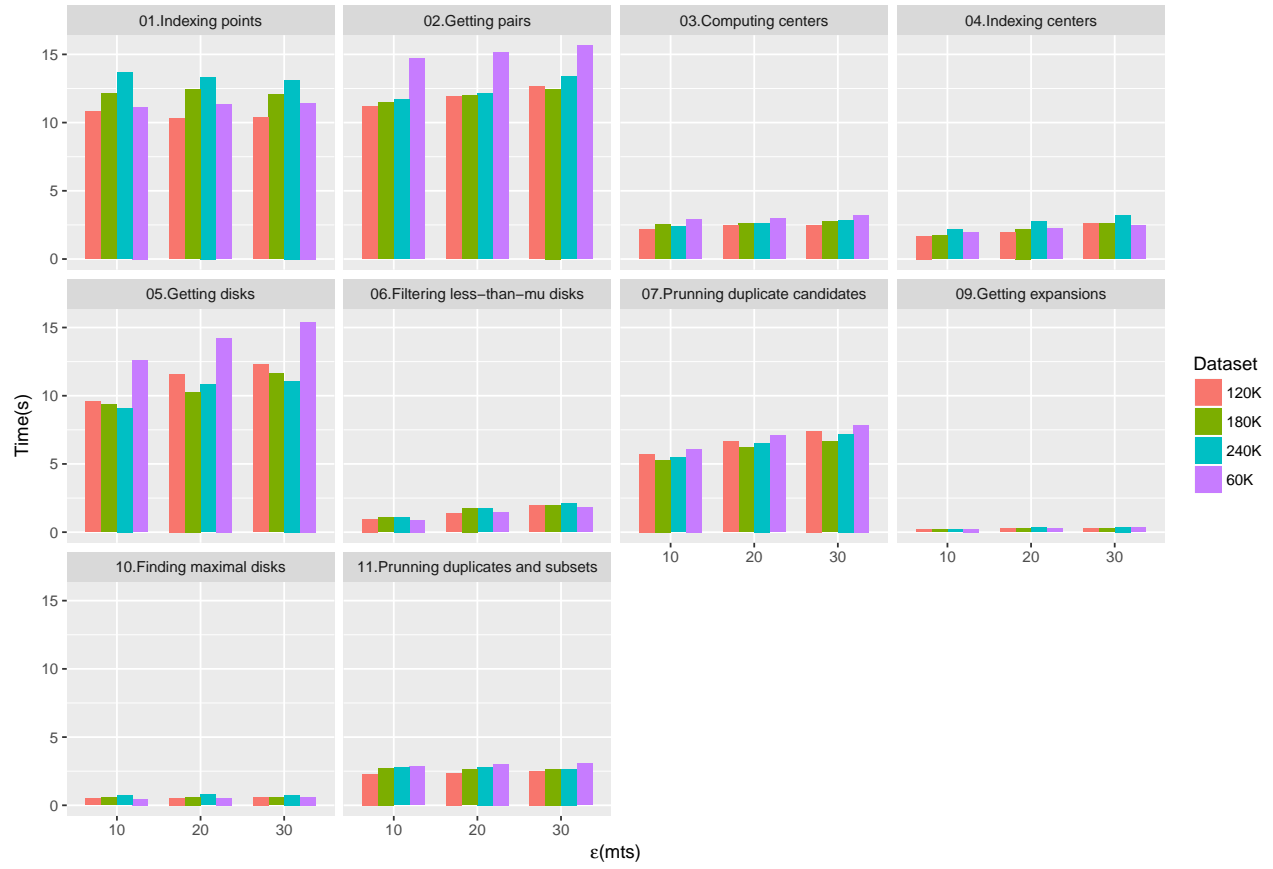 01.Indexing points
02.Getting pairs
03.Computing centers
04.Indexing centers
15
10
5
0
05.Getting disks
06.Filtering less−than−mu disks
07.Prunning duplicate candidates
09.Getting expansions
15
10
5
0
10 20 30
10 20 30
10.Finding maximal disks
11.Prunning duplicates and subsets
15
10
5
0
10 20 30
10 20 30
ε(mts)
Time(s)
Dataset
120K
180K
240K
60K